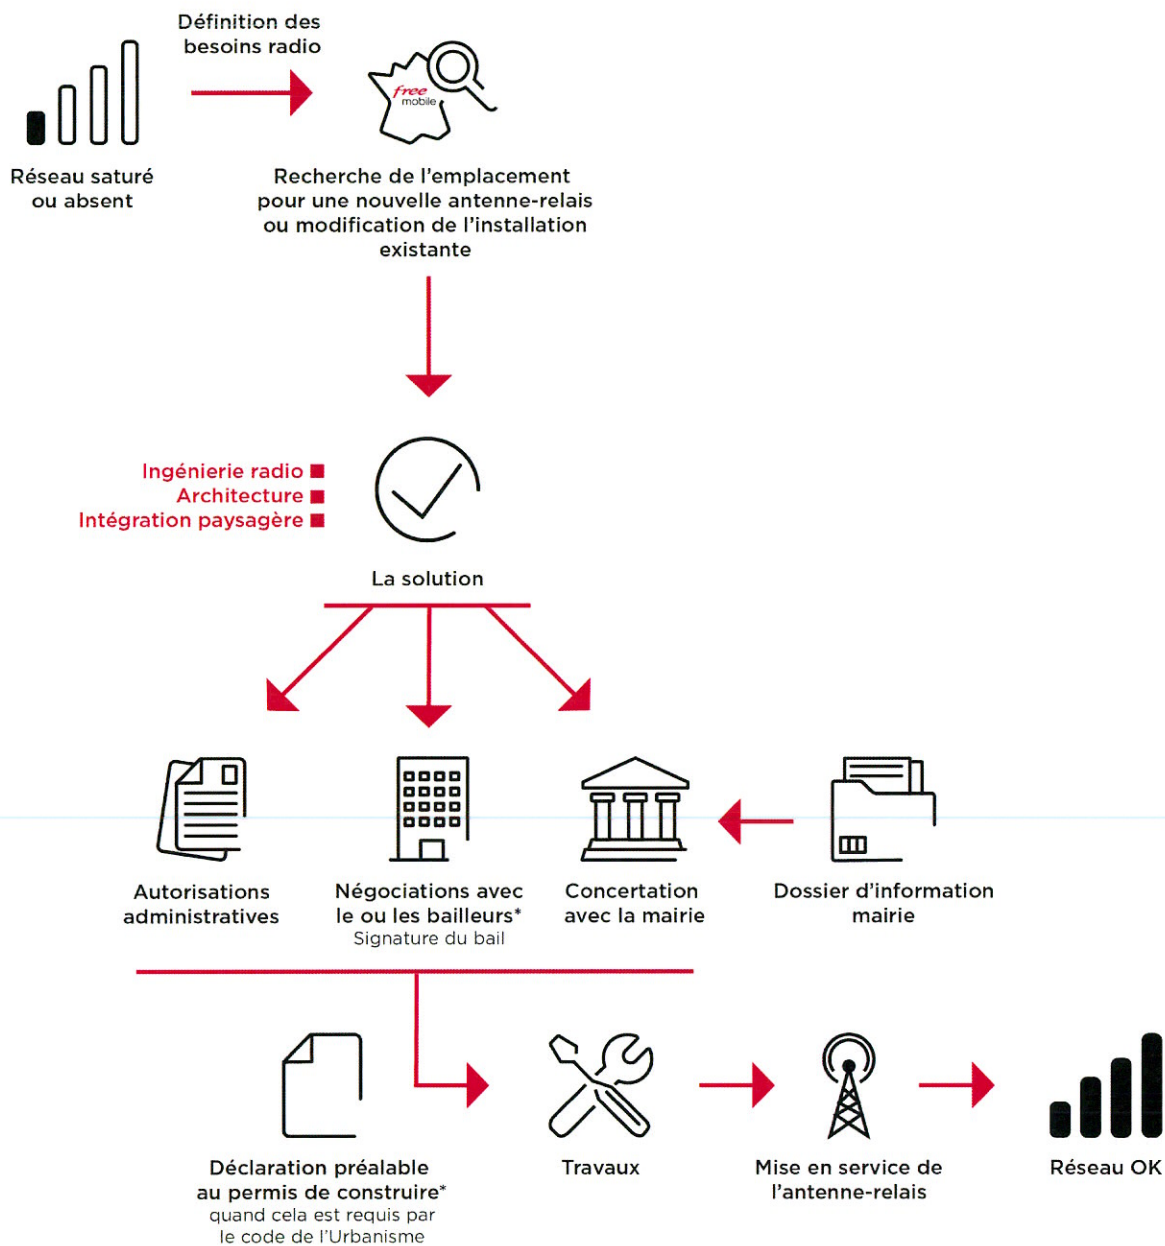 Définition des
besoins radio
free
mobile
Réseau saturé
ou absent
Recherche de l'emplacement
pour une nouvelle antenne-relais
ou modification de l'installation
existante
Ingénierie radio
Architecture
Intégration paysagère
La solution
Autorisations
administratives
Négociations avec
le ou les bailleurs*
Signature du bail
Concertation
avec la mairie
Dossier d'information
mairie
Déclaration préalable
au permis de construire*
quand cela est requis par
le code de l'Urbanisme
Travaux
Mise en service de
l'antenne-relais
Réseau OK